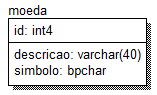 moeda
id: int4
descricao: varchar(40)
simbolo: bpchar